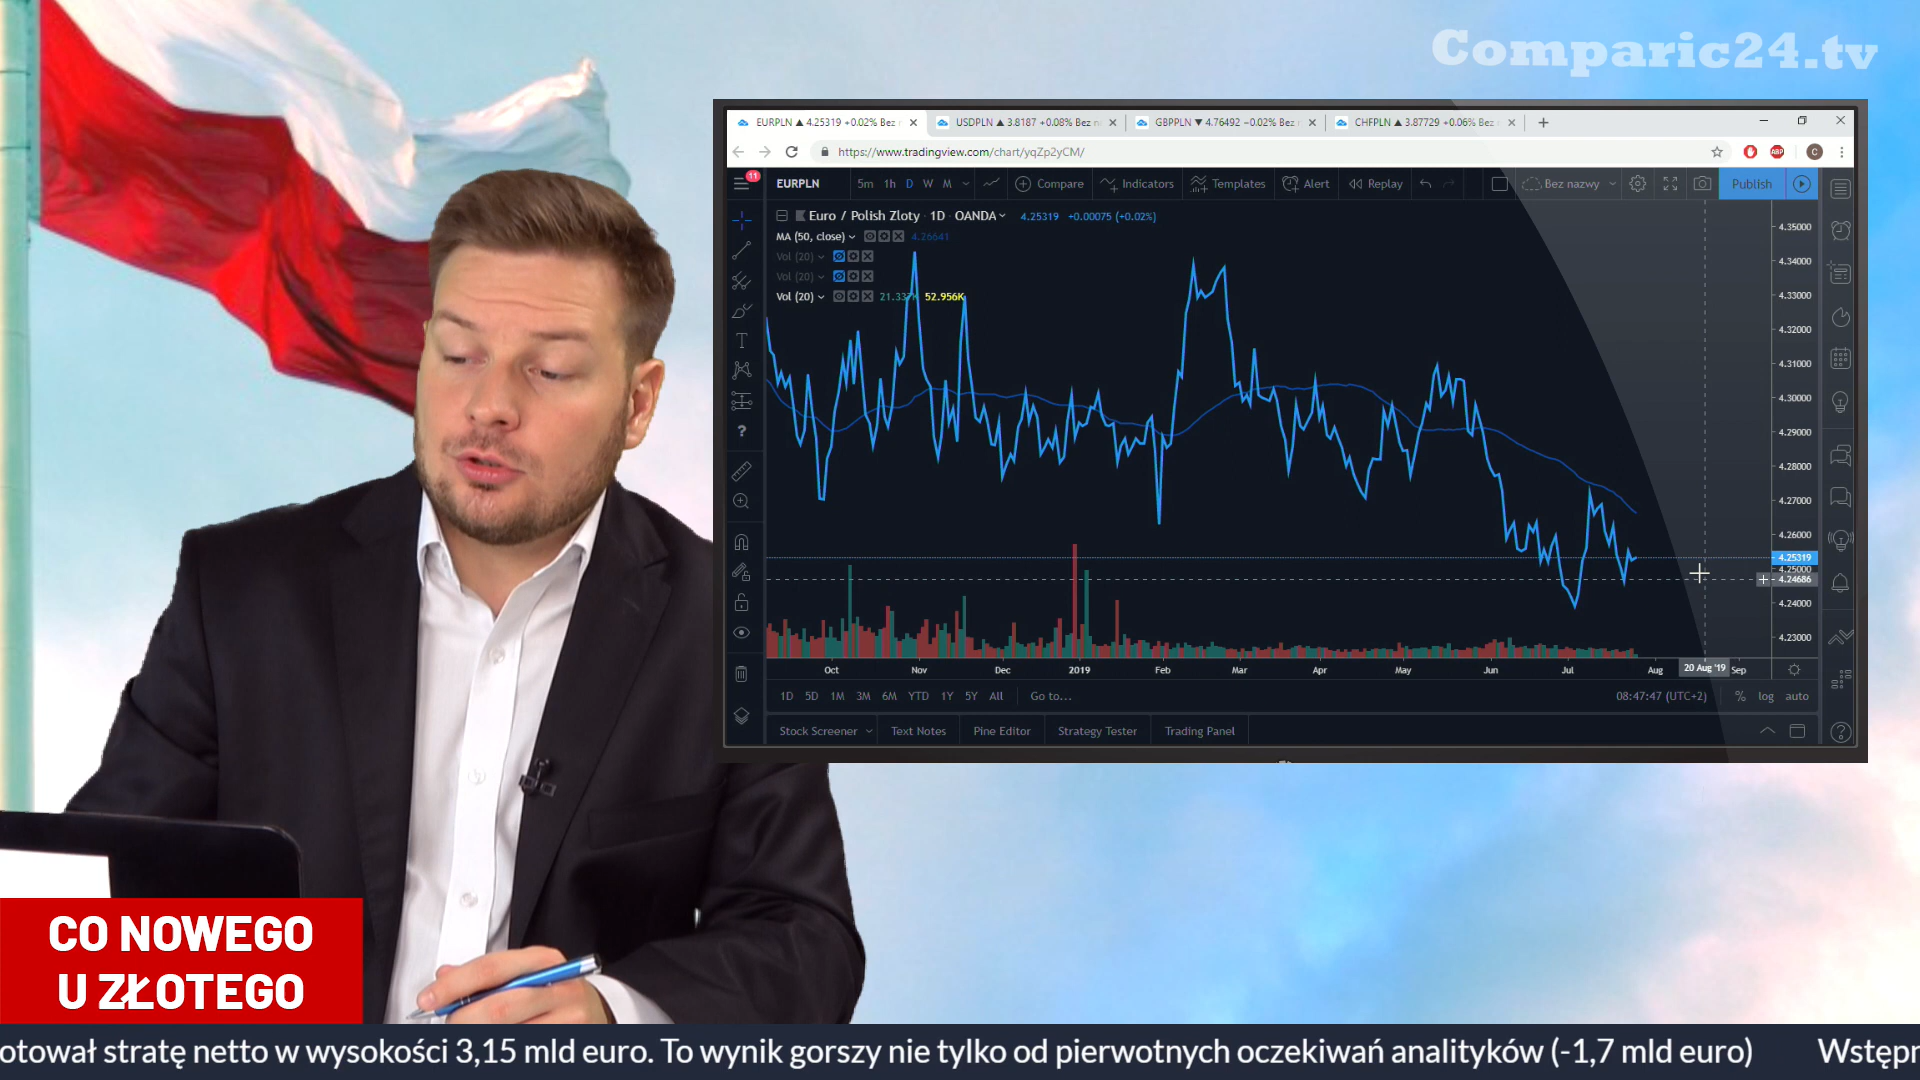 Comparic24.tv
EURPLN ▲ 4.25319 +0.02% Bez
USDPLN ▲ 3.8187 +0.08% Bez
GBPPLN ▼ 4.76492 −0.02% Bez
CHFPLN ▲ 3.87729 +0.06% Bez
https://www.tradingview.com/chart/yqZp2yCM/
ABP
C
11
EURPLN
5m 1h D W M
Compare
Indicators
Templates
Alert
Replay
Bez nazwy
Publish
Euro / Polish Zloty · 1D · OANDA
4.25319 +0.00075 (+0.02%)
MA (50, close) 4.26641
Vol (20)
Vol (20)
Vol (20) 52.956K
4.35000
4.34000
4.33000
4.32000
4.31000
4.30000
4.29000
4.28000
4.27000
4.26000
4.25319
4.25000
4.24686
4.24000
4.23000
Oct Nov Dec 2019 Feb Mar Apr May Jun Jul Aug 20 Aug '19 Sep
1D 5D 1M 3M 6M YTD 1Y 5Y All Go to...
08:47:47 (UTC+2) % log auto
Stock Screener Text Notes Pine Editor Strategy Tester Trading Panel
CO NOWEGO
U ZŁOTEGO
otował stratę netto w wysokości 3,15 mld euro. To wynik gorszy nie tylko od pierwotnych oczekiwań analityków (-1,7 mld euro) Wstępn